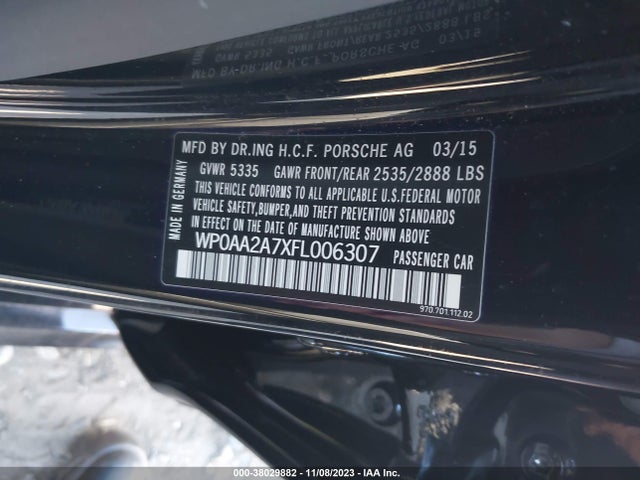 MFD BY DR.ING H.C.F. PORSCHE AG 03/15
GVWR 5335 GAWR FRONT/REAR 2535/2888 LBS
THIS VEHICLE CONFORMS TO ALL APPLICABLE U.S.FEDERAL MOTOR
VEHICLE SAFETY,BUMPER,AND THEFT PREVENTION STANDARDS
IN EFFECT ON THE DATE OF MANUFACTURE SHOWN ABOVE.
WP0AA2A7XFL006307 PASSENGER CAR
970.701.112.02
MADE IN GERMANY
000-38029882 - 11/08/2023 - IAA Inc.